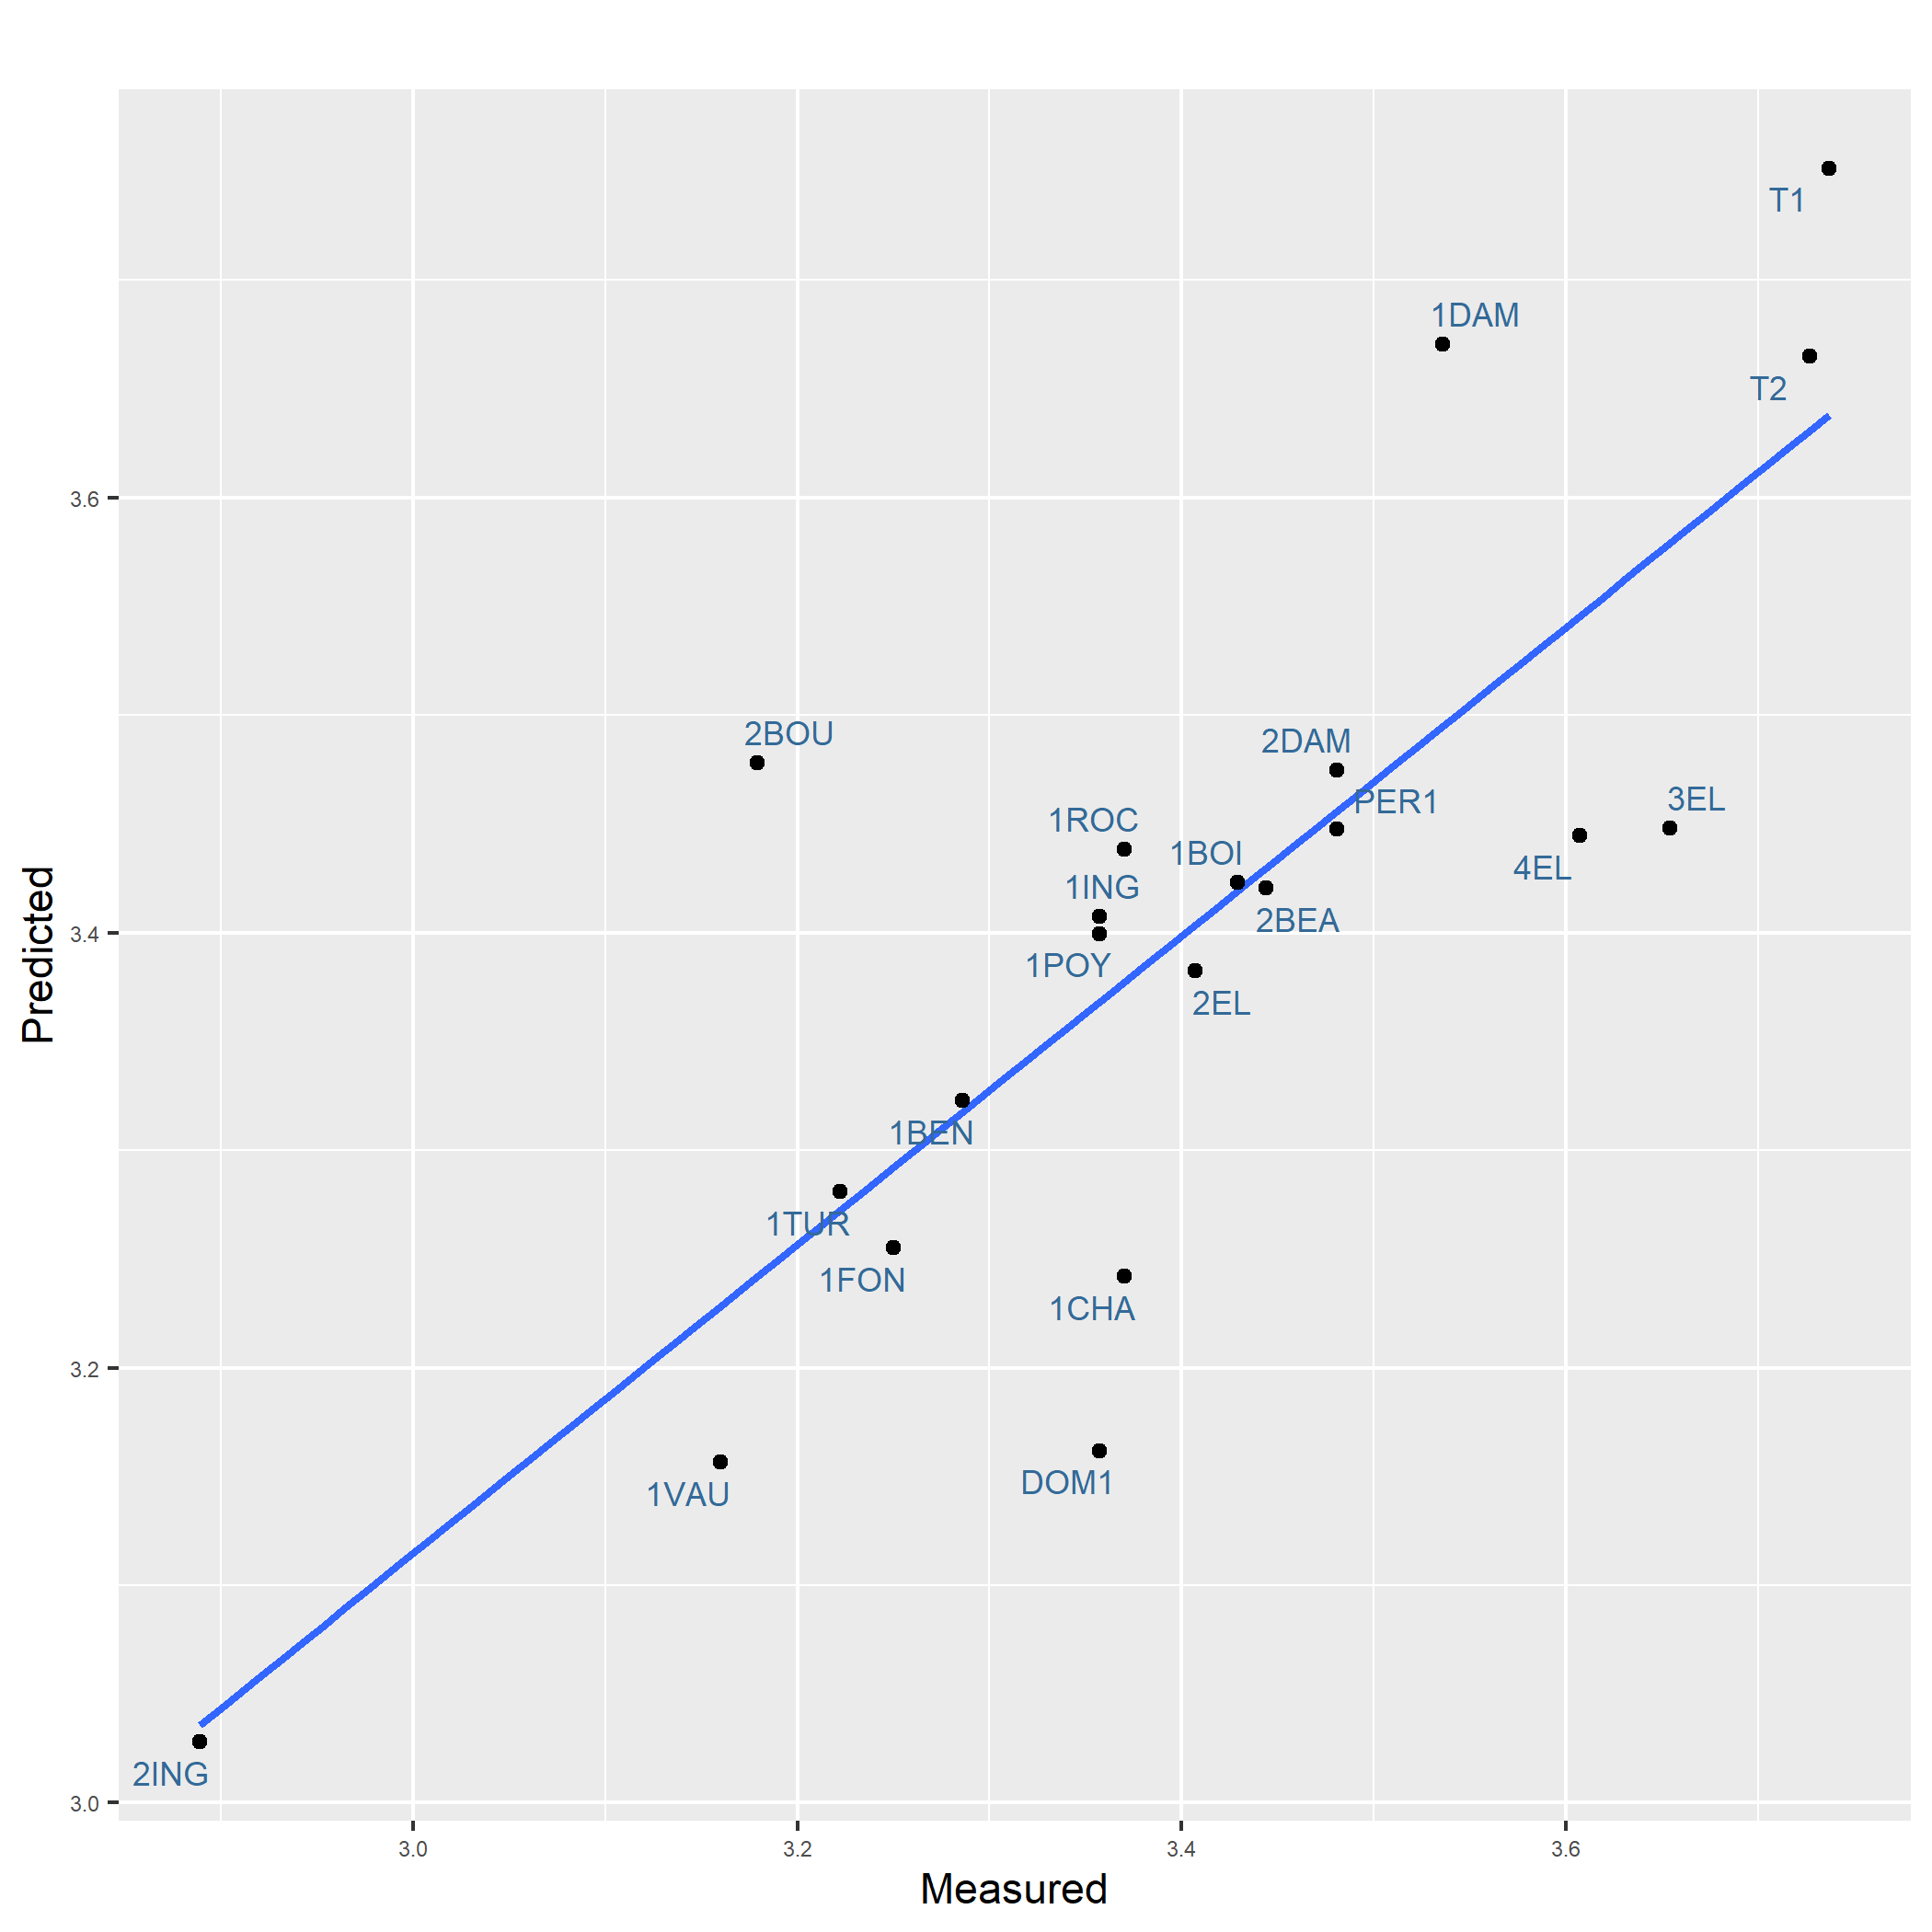 T1
1DAM
T2
3.6
2BOU
2DAM
PER1
3EL
1ROC
1BOI
4EL
1ING
2BEA
3.4
1POY
2EL
Predicted
1BEN
1TUR
1FON
1CHA
3.2
DOM1
1VAU
2ING
3.0
3.0 3.2 3.4 3.6
Measured